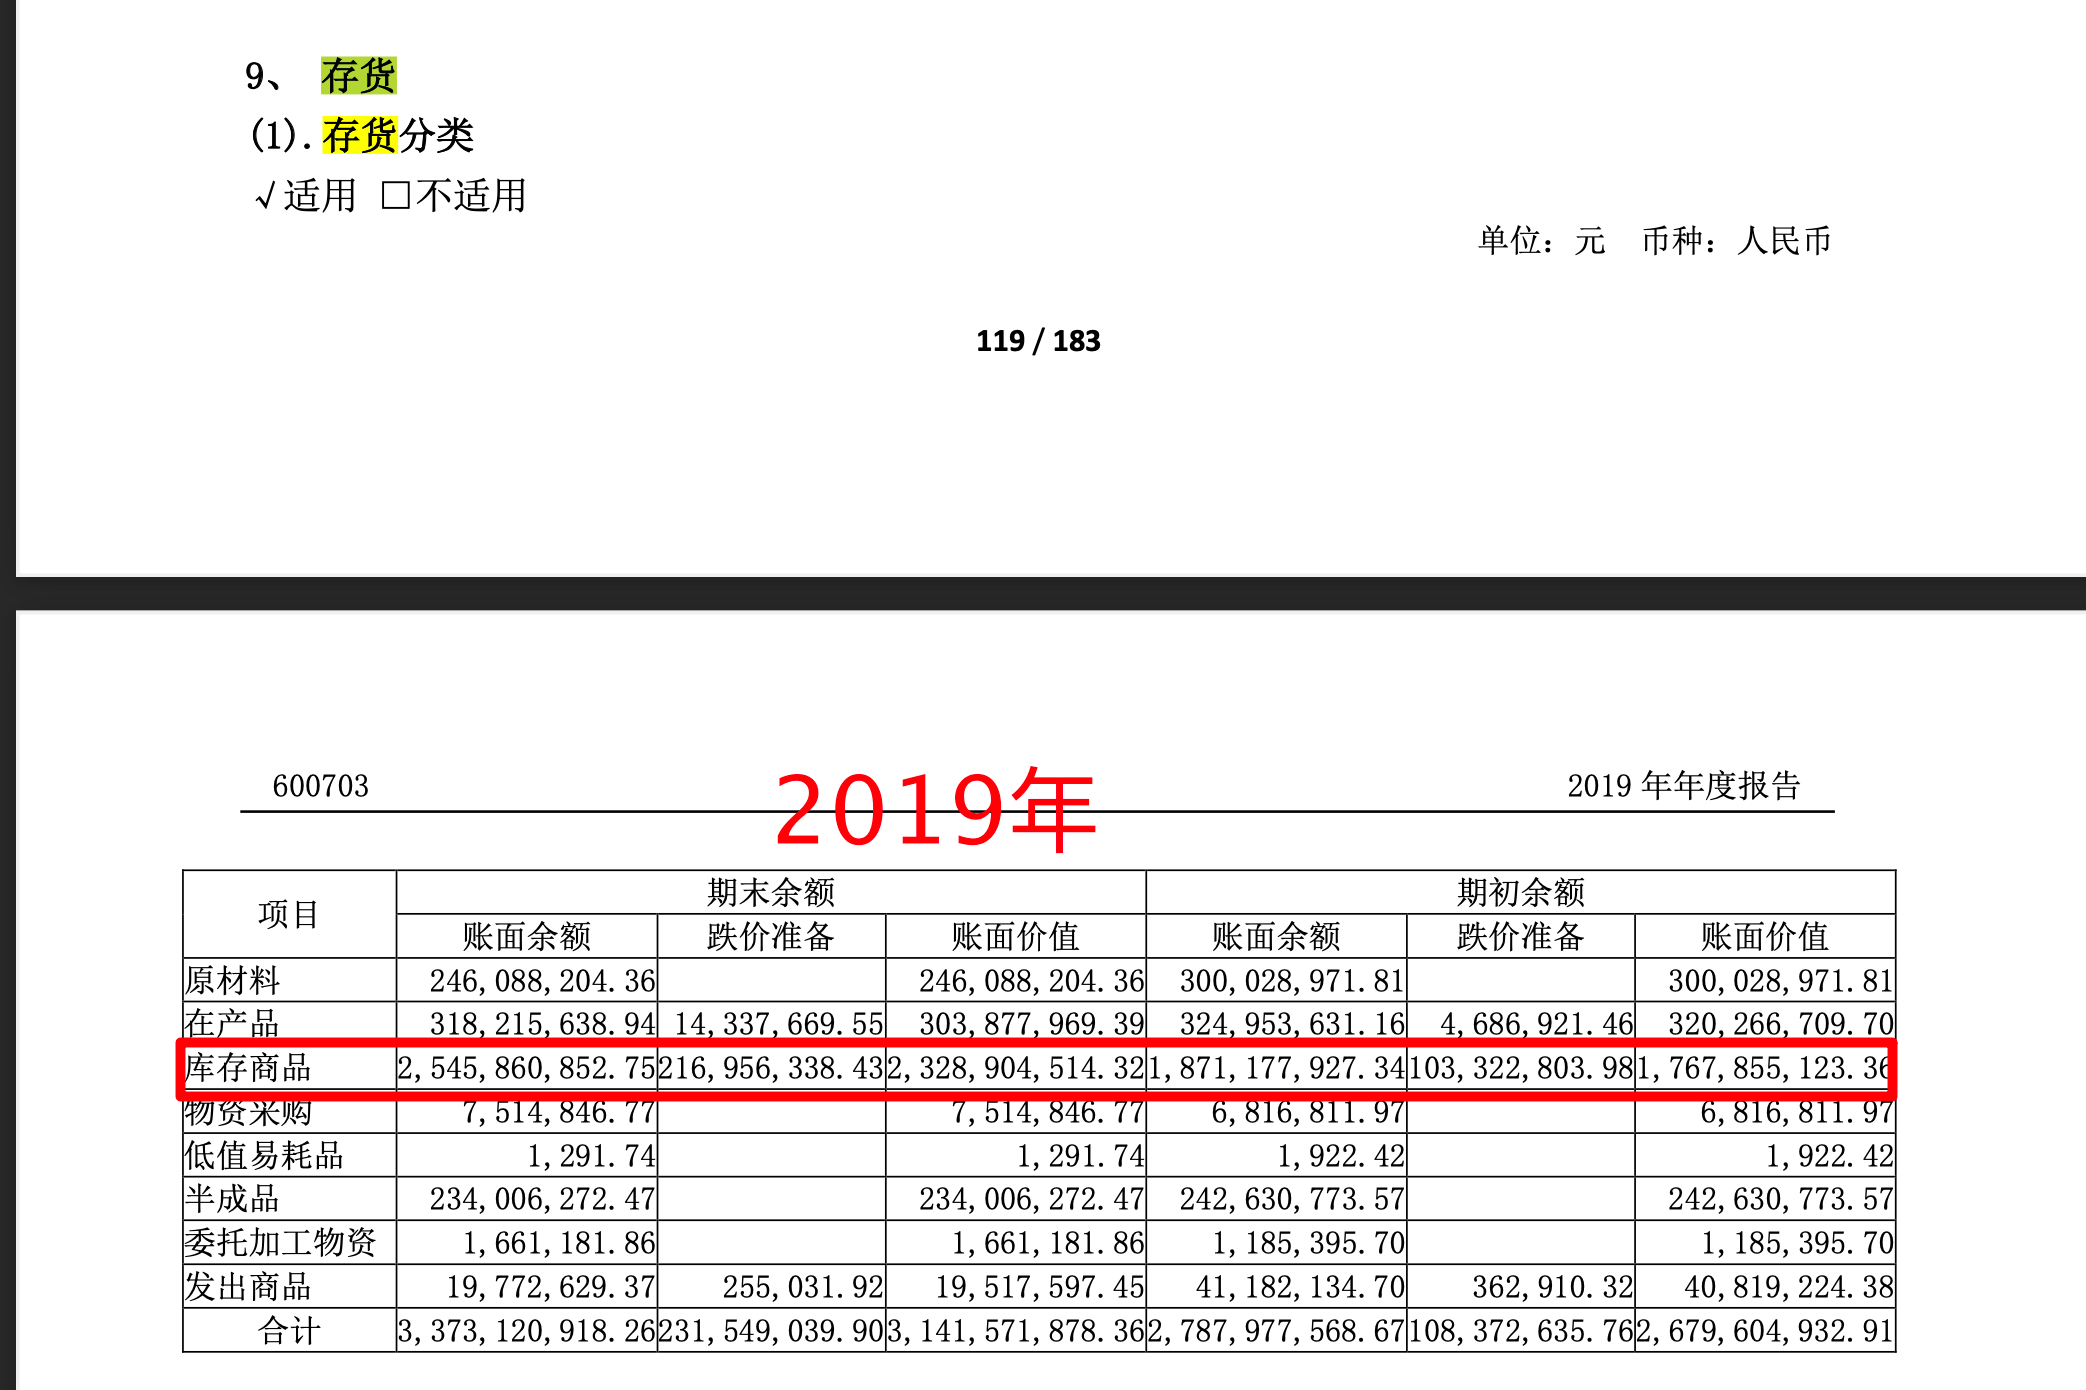 9、 存货
(1). 存货分类
√适用 □不适用
单位：元 币种：人民币
119 / 183
600703 2019年 2019 年年度报告
项目 期末余额 期初余额
账面余额 跌价准备 账面价值 账面余额 跌价准备 账面价值
原材料 246,088,204.36 246,088,204.36 300,028,971.81 300,028,971.81
在产品 318,215,638.94 14,337,669.55 303,877,969.39 324,953,631.16 4,686,921.46 320,266,709.70
库存商品 2,545,860,852.75 216,956,338.43 2,328,904,514.32 1,871,177,927.34 103,322,803.98 1,767,855,123.36
物资采购 7,514,846.77 7,514,846.77 6,816,811.97 6,816,811.97
低值易耗品 1,291.74 1,291.74 1,922.42 1,922.42
半成品 234,006,272.47 234,006,272.47 242,630,773.57 242,630,773.57
委托加工物资 1,661,181.86 1,661,181.86 1,185,395.70 1,185,395.70
发出商品 19,772,629.37 255,031.92 19,517,597.45 41,182,134.70 362,910.32 40,819,224.38
合计 3,373,120,918.26 231,549,039.90 3,141,571,878.36 2,787,977,568.67 108,372,635.76 2,679,604,932.91